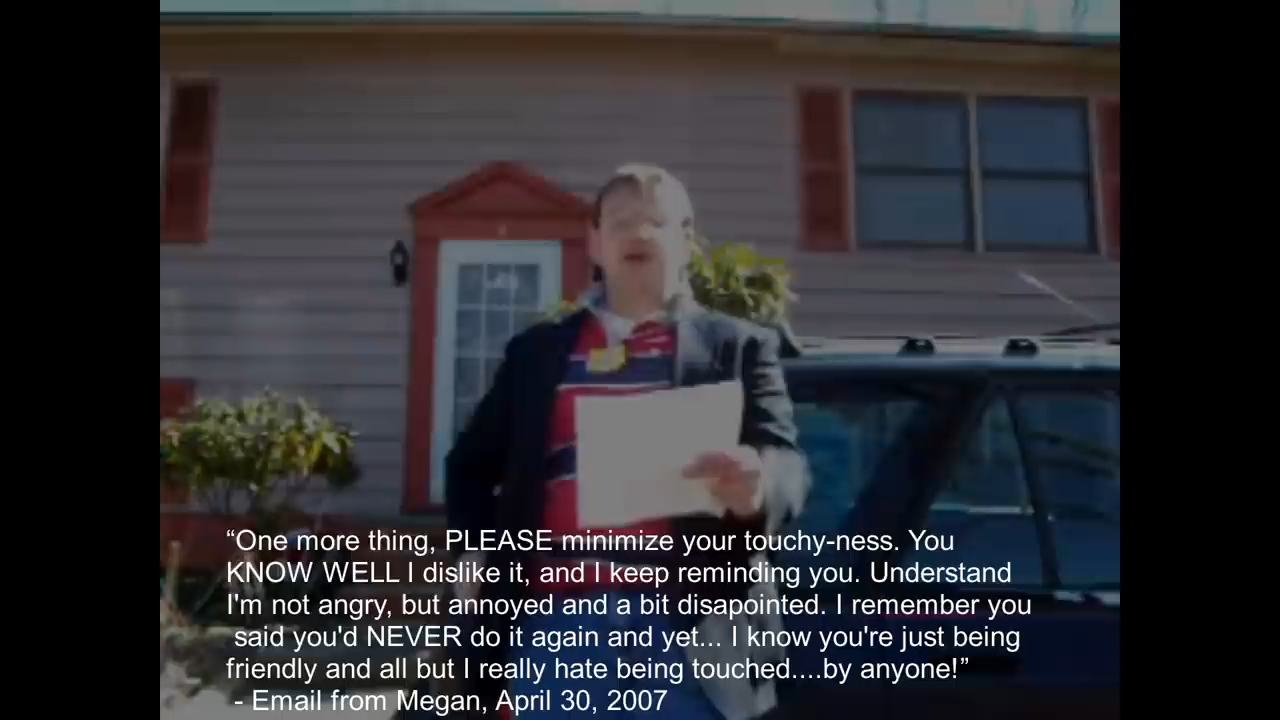 “One more thing, PLEASE minimize your touchy-ness. You
KNOW WELL I dislike it, and I keep reminding you. Understand
I'm not angry, but annoyed and a bit disapointed. I remember you
said you'd NEVER do it again and yet... I know you're just being
friendly and all but I really hate being touched....by anyone!”
- Email from Megan, April 30, 2007